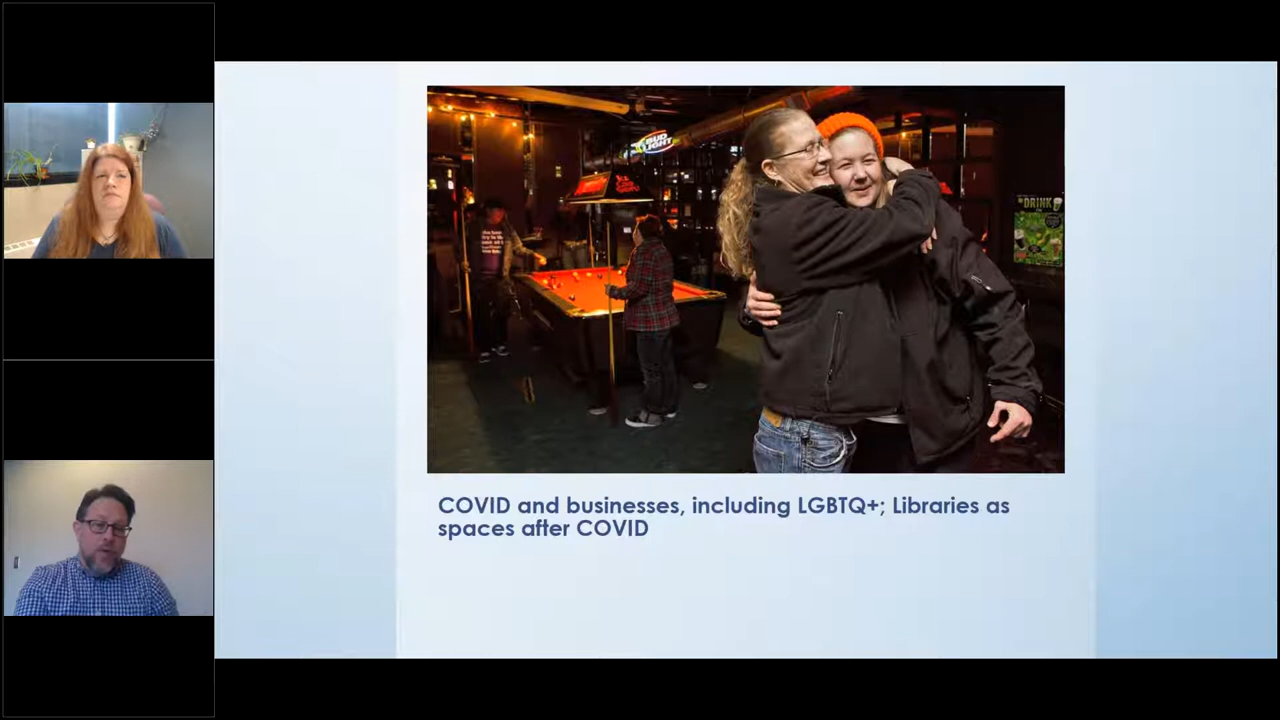 BUD
LIGHT
DRINK
COVID and businesses, including LGBTQ+; Libraries as
spaces after COVID